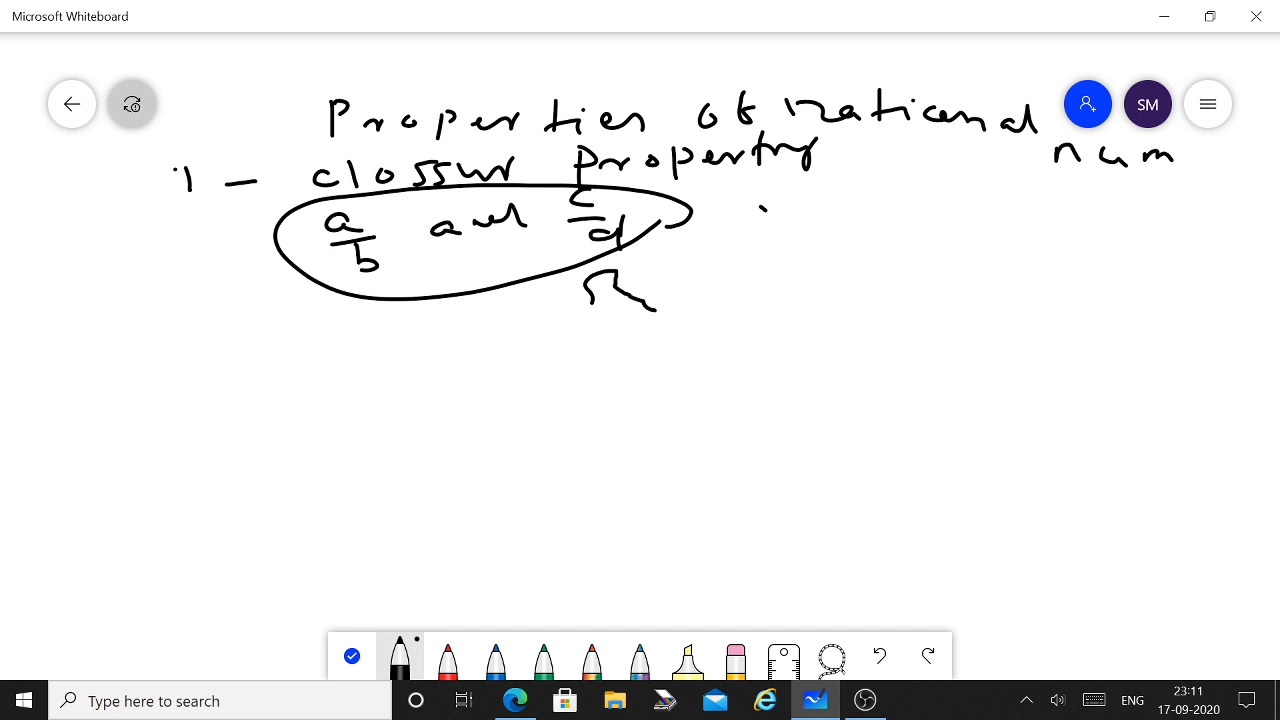 Microsoft Whiteboard
Properties of rational
num
1 - clossur Property
a/b and c/d
SM
Type here to search
ENG
23:11
17-09-2020